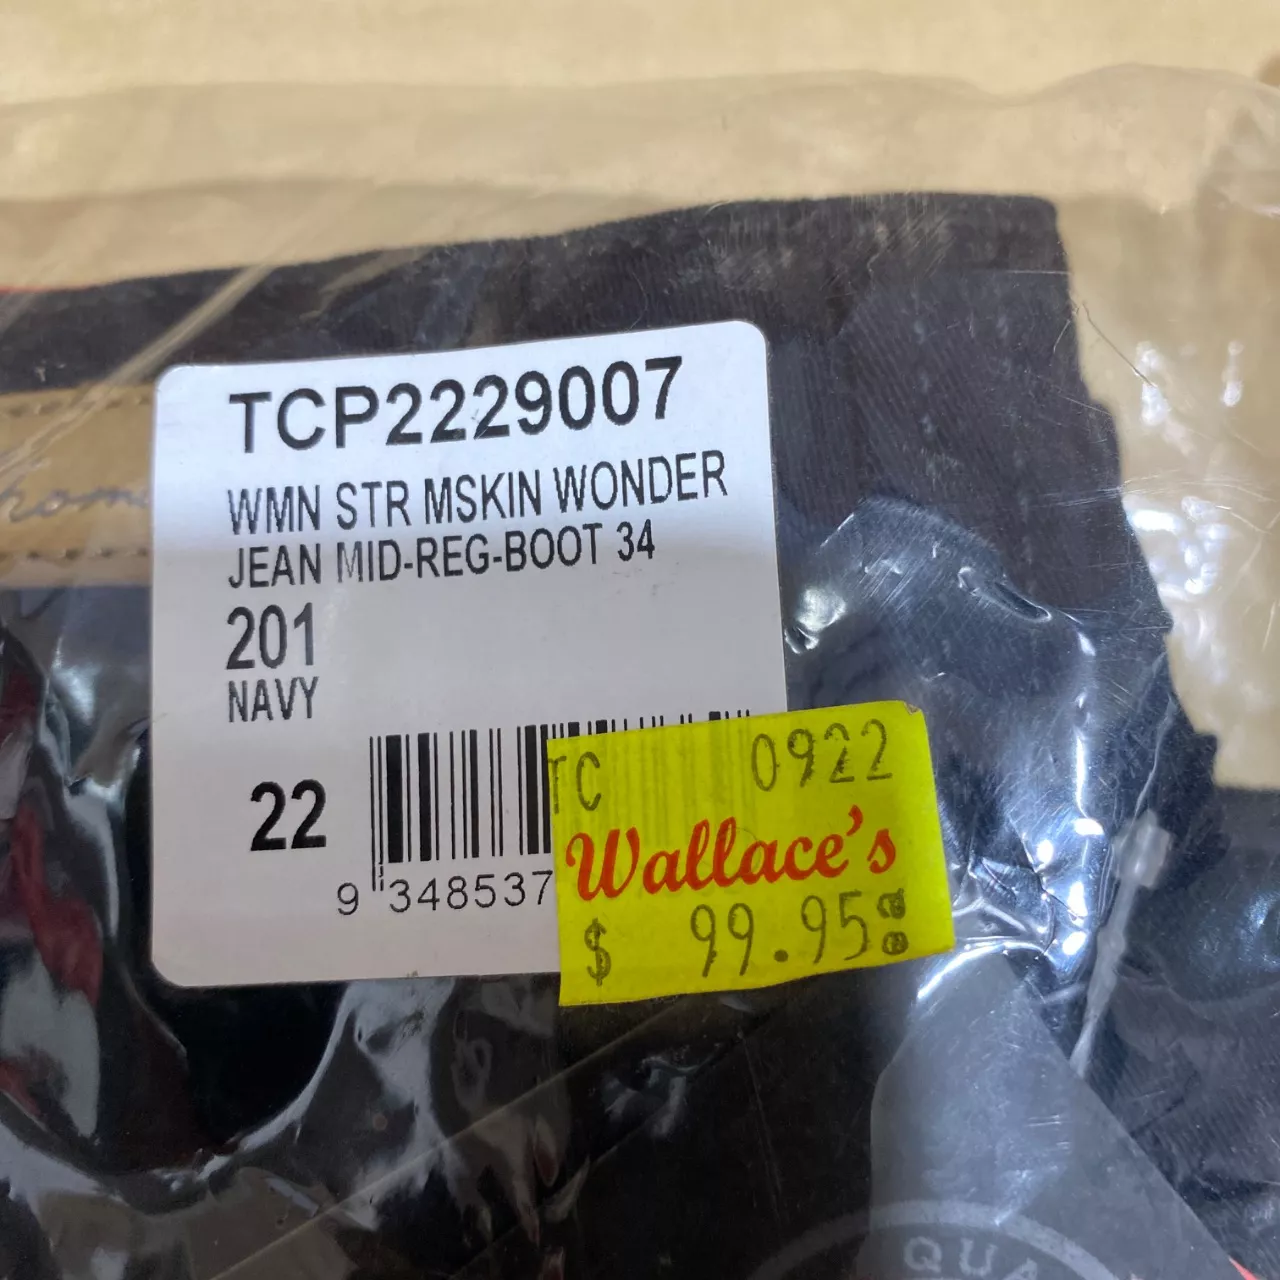 TCP2229007
WMN STR MSKIN WONDER
JEAN MID-REG-BOOT 34
201
NAVY
22
9 348537
TC 0922
Wallace's
$ 99.95
QUA